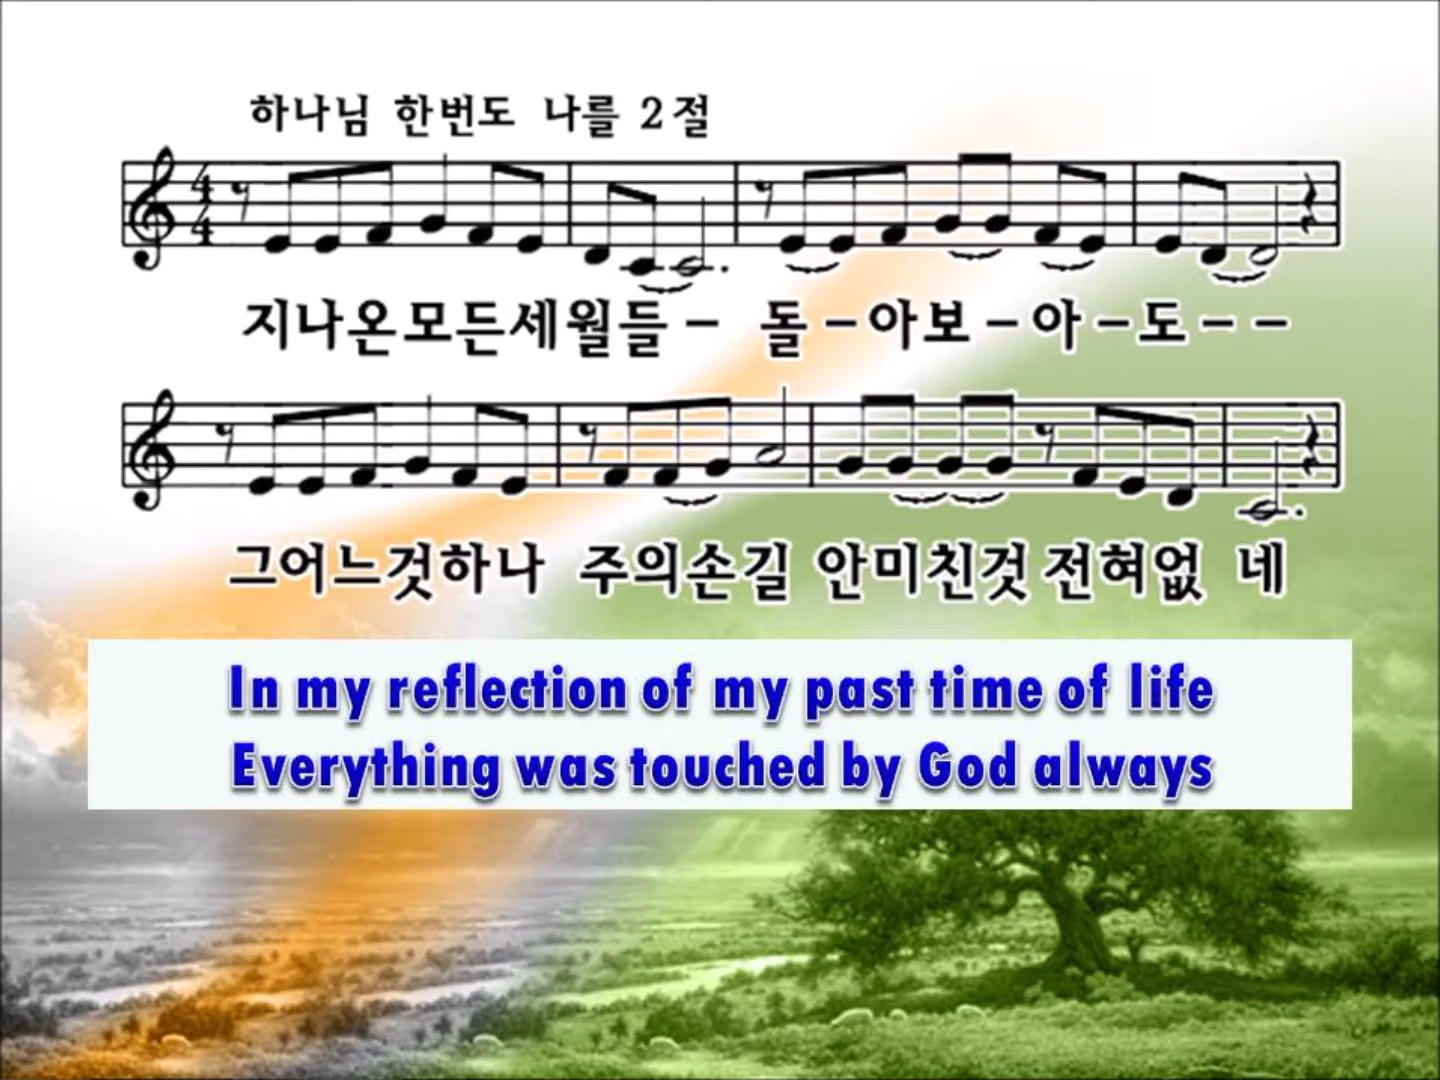 하나님 한번도 나를 2절
지나온모든세월들- 돌-아보-아-도--
그어느것하나 주의손길 안미친것 전혀없 네
In my reflection of my past time of life
Everything was touched by God always